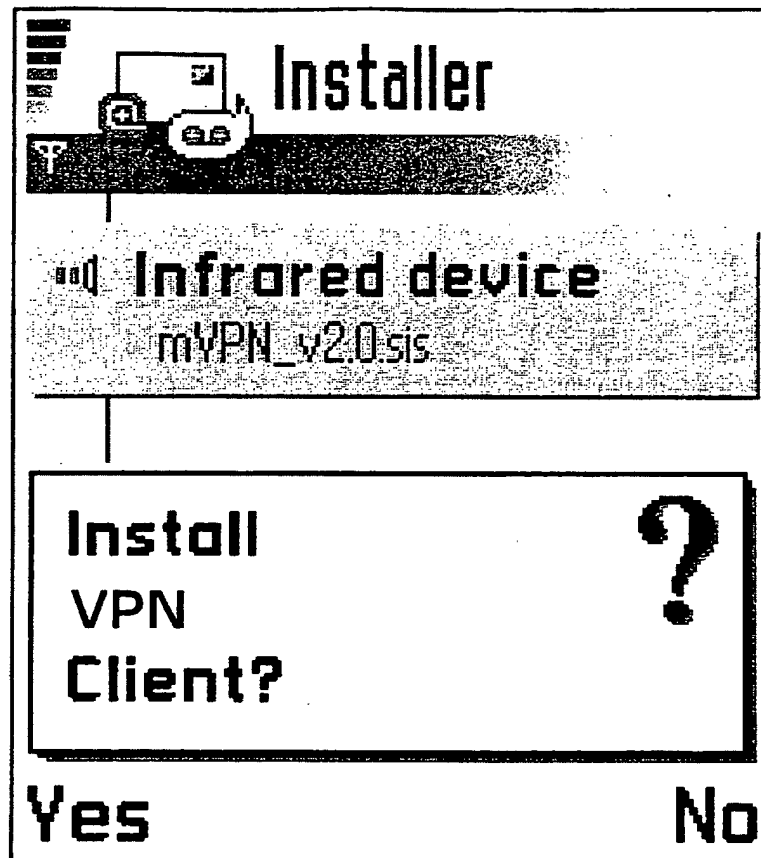 Installer
Infrared device
mVPN_v2.0.sis
Install
VPN
Client?
?
Yes
No